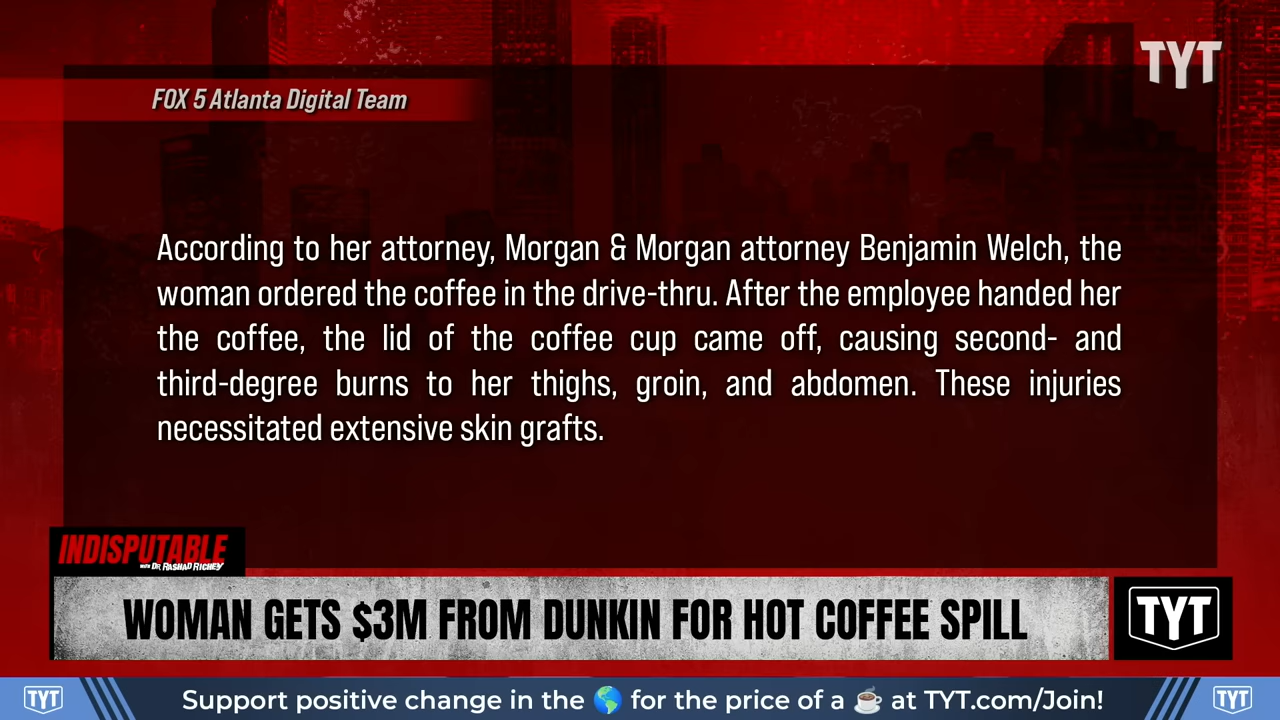 TYT
FOX 5 Atlanta Digital Team
According to her attorney, Morgan & Morgan attorney Benjamin Welch, the
woman ordered the coffee in the drive-thru. After the employee handed her
the coffee, the lid of the coffee cup came off, causing second- and
third-degree burns to her thighs, groin, and abdomen. These injuries
necessitated extensive skin grafts.
INDISPUTABLE
WITH DR. RASHAD RICHEY
WOMAN GETS $3M FROM DUNKIN FOR HOT COFFEE SPILL
TYT
TYT
Support positive change in the 🌎 for the price of a ☕ at TYT.com/Join!
TYT